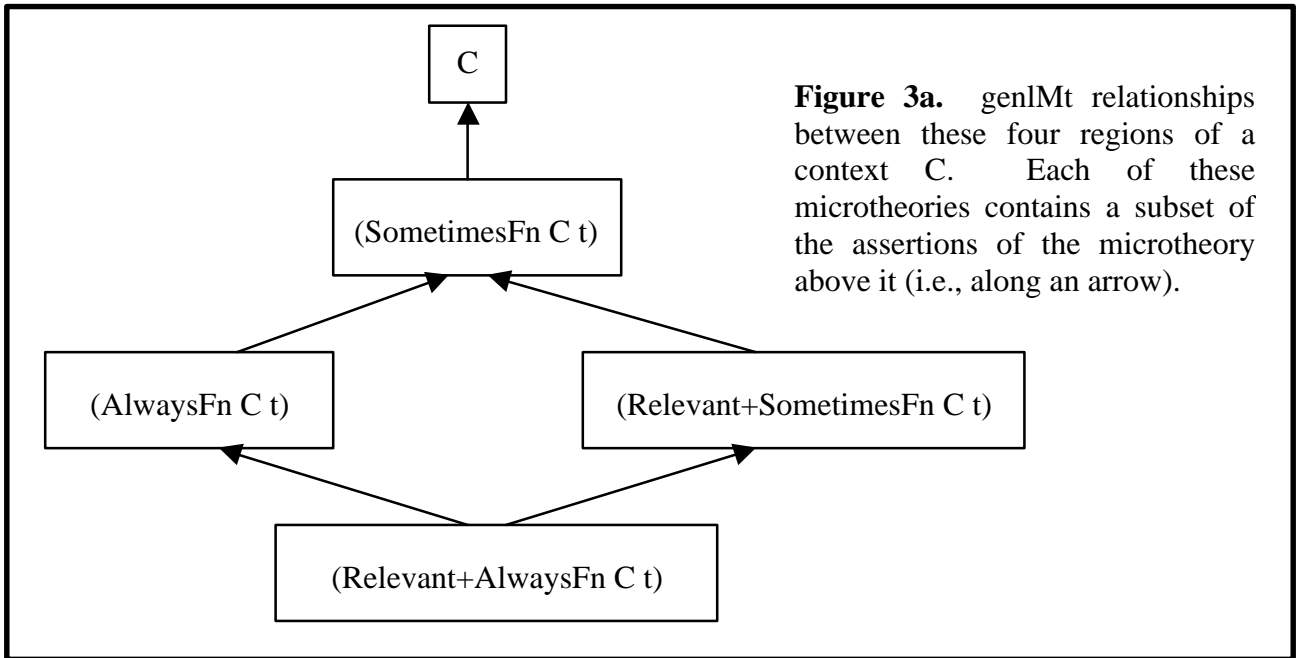 C
Figure 3a. genlMt relationships
between these four regions of a
context C. Each of these
microtheories contains a subset of
the assertions of the microtheory
above it (i.e., along an arrow).
(SometimesFn C t)
(AlwaysFn C t)
(Relevant+SometimesFn C t)
(Relevant+AlwaysFn C t)